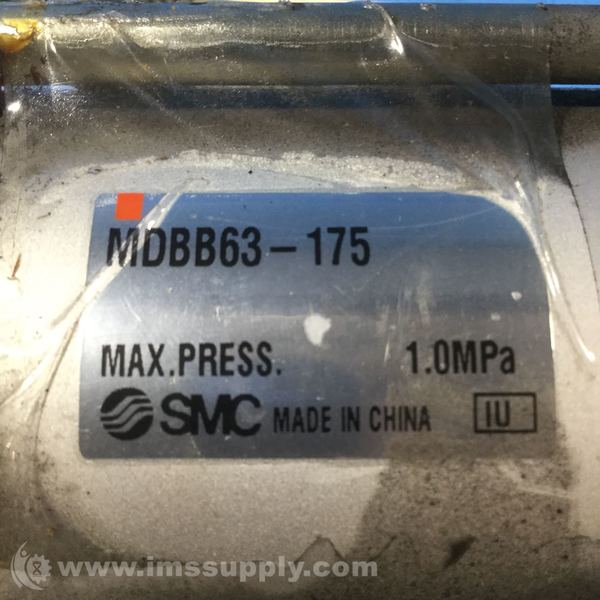 MDBB63-175
MAX.PRESS. 1.0MPa
SMC MADE IN CHINA IU
www.imssupply.com